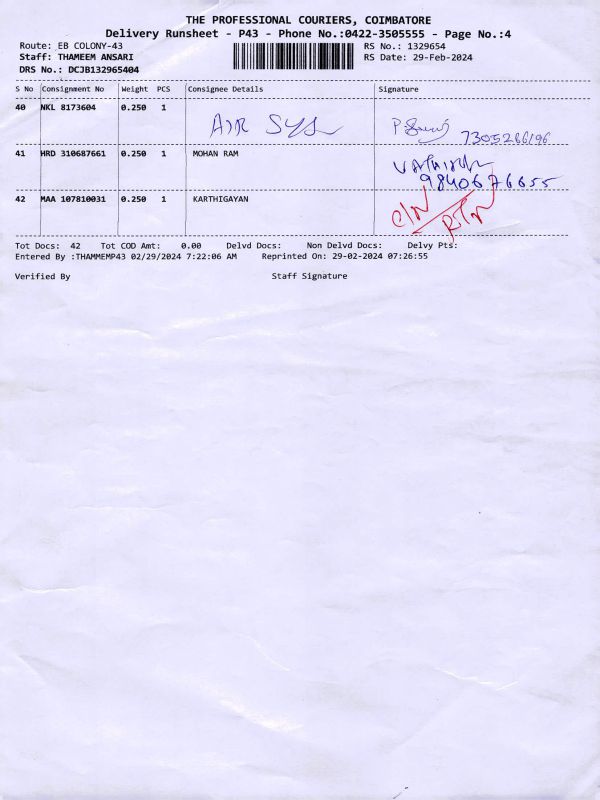 THE PROFESSIONAL COURIERS, COIMBATORE
Delivery Runsheet - P43 - Phone No.:0422-3505555 - Page No.:4
Route: EB COLONY-43 RS No.: 1329654
Staff: THAMEEM ANSARI RS Date: 29-Feb-2024
DRS No.: DCJB132965404
S No Consignment No Weight PCS Consignee Details Signature
40 NKL 8173604 0.250 1
AIR SYS
41 HRD 310687661 0.250 1 MOHAN RAM
9840676655
42 MAA 107810031 0.250 1 KARTHIGAYAN
RTN
Tot Docs: 42 Tot COD Amt: 0.00 Delvd Docs: Non Delvd Docs: Delvy Pts:
Entered By :THAMMEMP43 02/29/2024 7:22:06 AM Reprinted On: 29-02-2024 07:26:55
Verified By Staff Signature